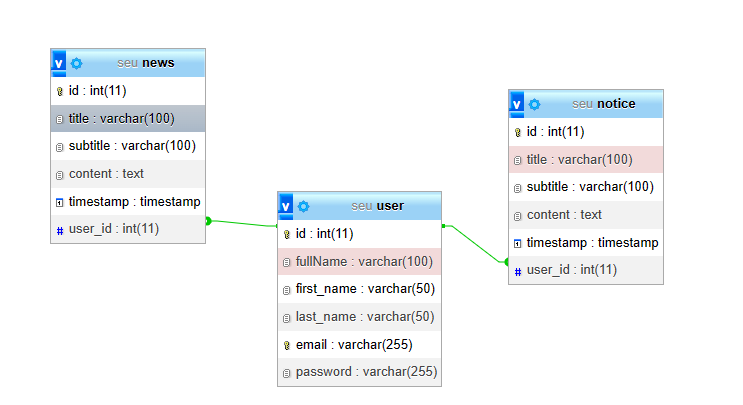 v seu news
id : int(11)
title : varchar(100)
subtitle : varchar(100)
content : text
timestamp : timestamp
# user_id : int(11)
v seu user
id : int(11)
fullName : varchar(100)
first_name : varchar(50)
last_name : varchar(50)
email : varchar(255)
password : varchar(255)
v seu notice
id : int(11)
title : varchar(100)
subtitle : varchar(100)
content : text
timestamp : timestamp
# user_id : int(11)